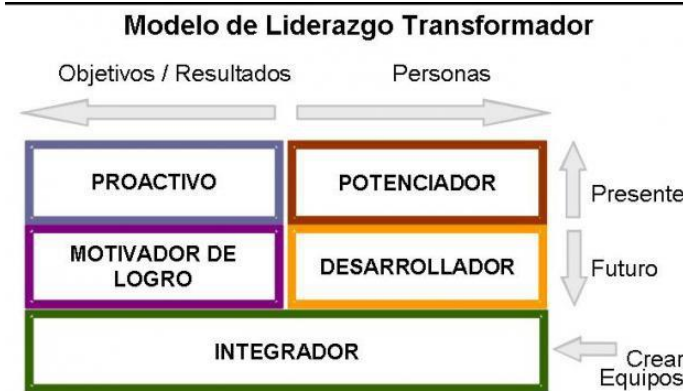 Modelo de Liderazgo Transformador
Objetivos / Resultados
Personas
PROACTIVO
POTENCIADOR
Presente
MOTIVADOR DE
LOGRO
DESARROLLADOR
Futuro
INTEGRADOR
Crear
Equipos